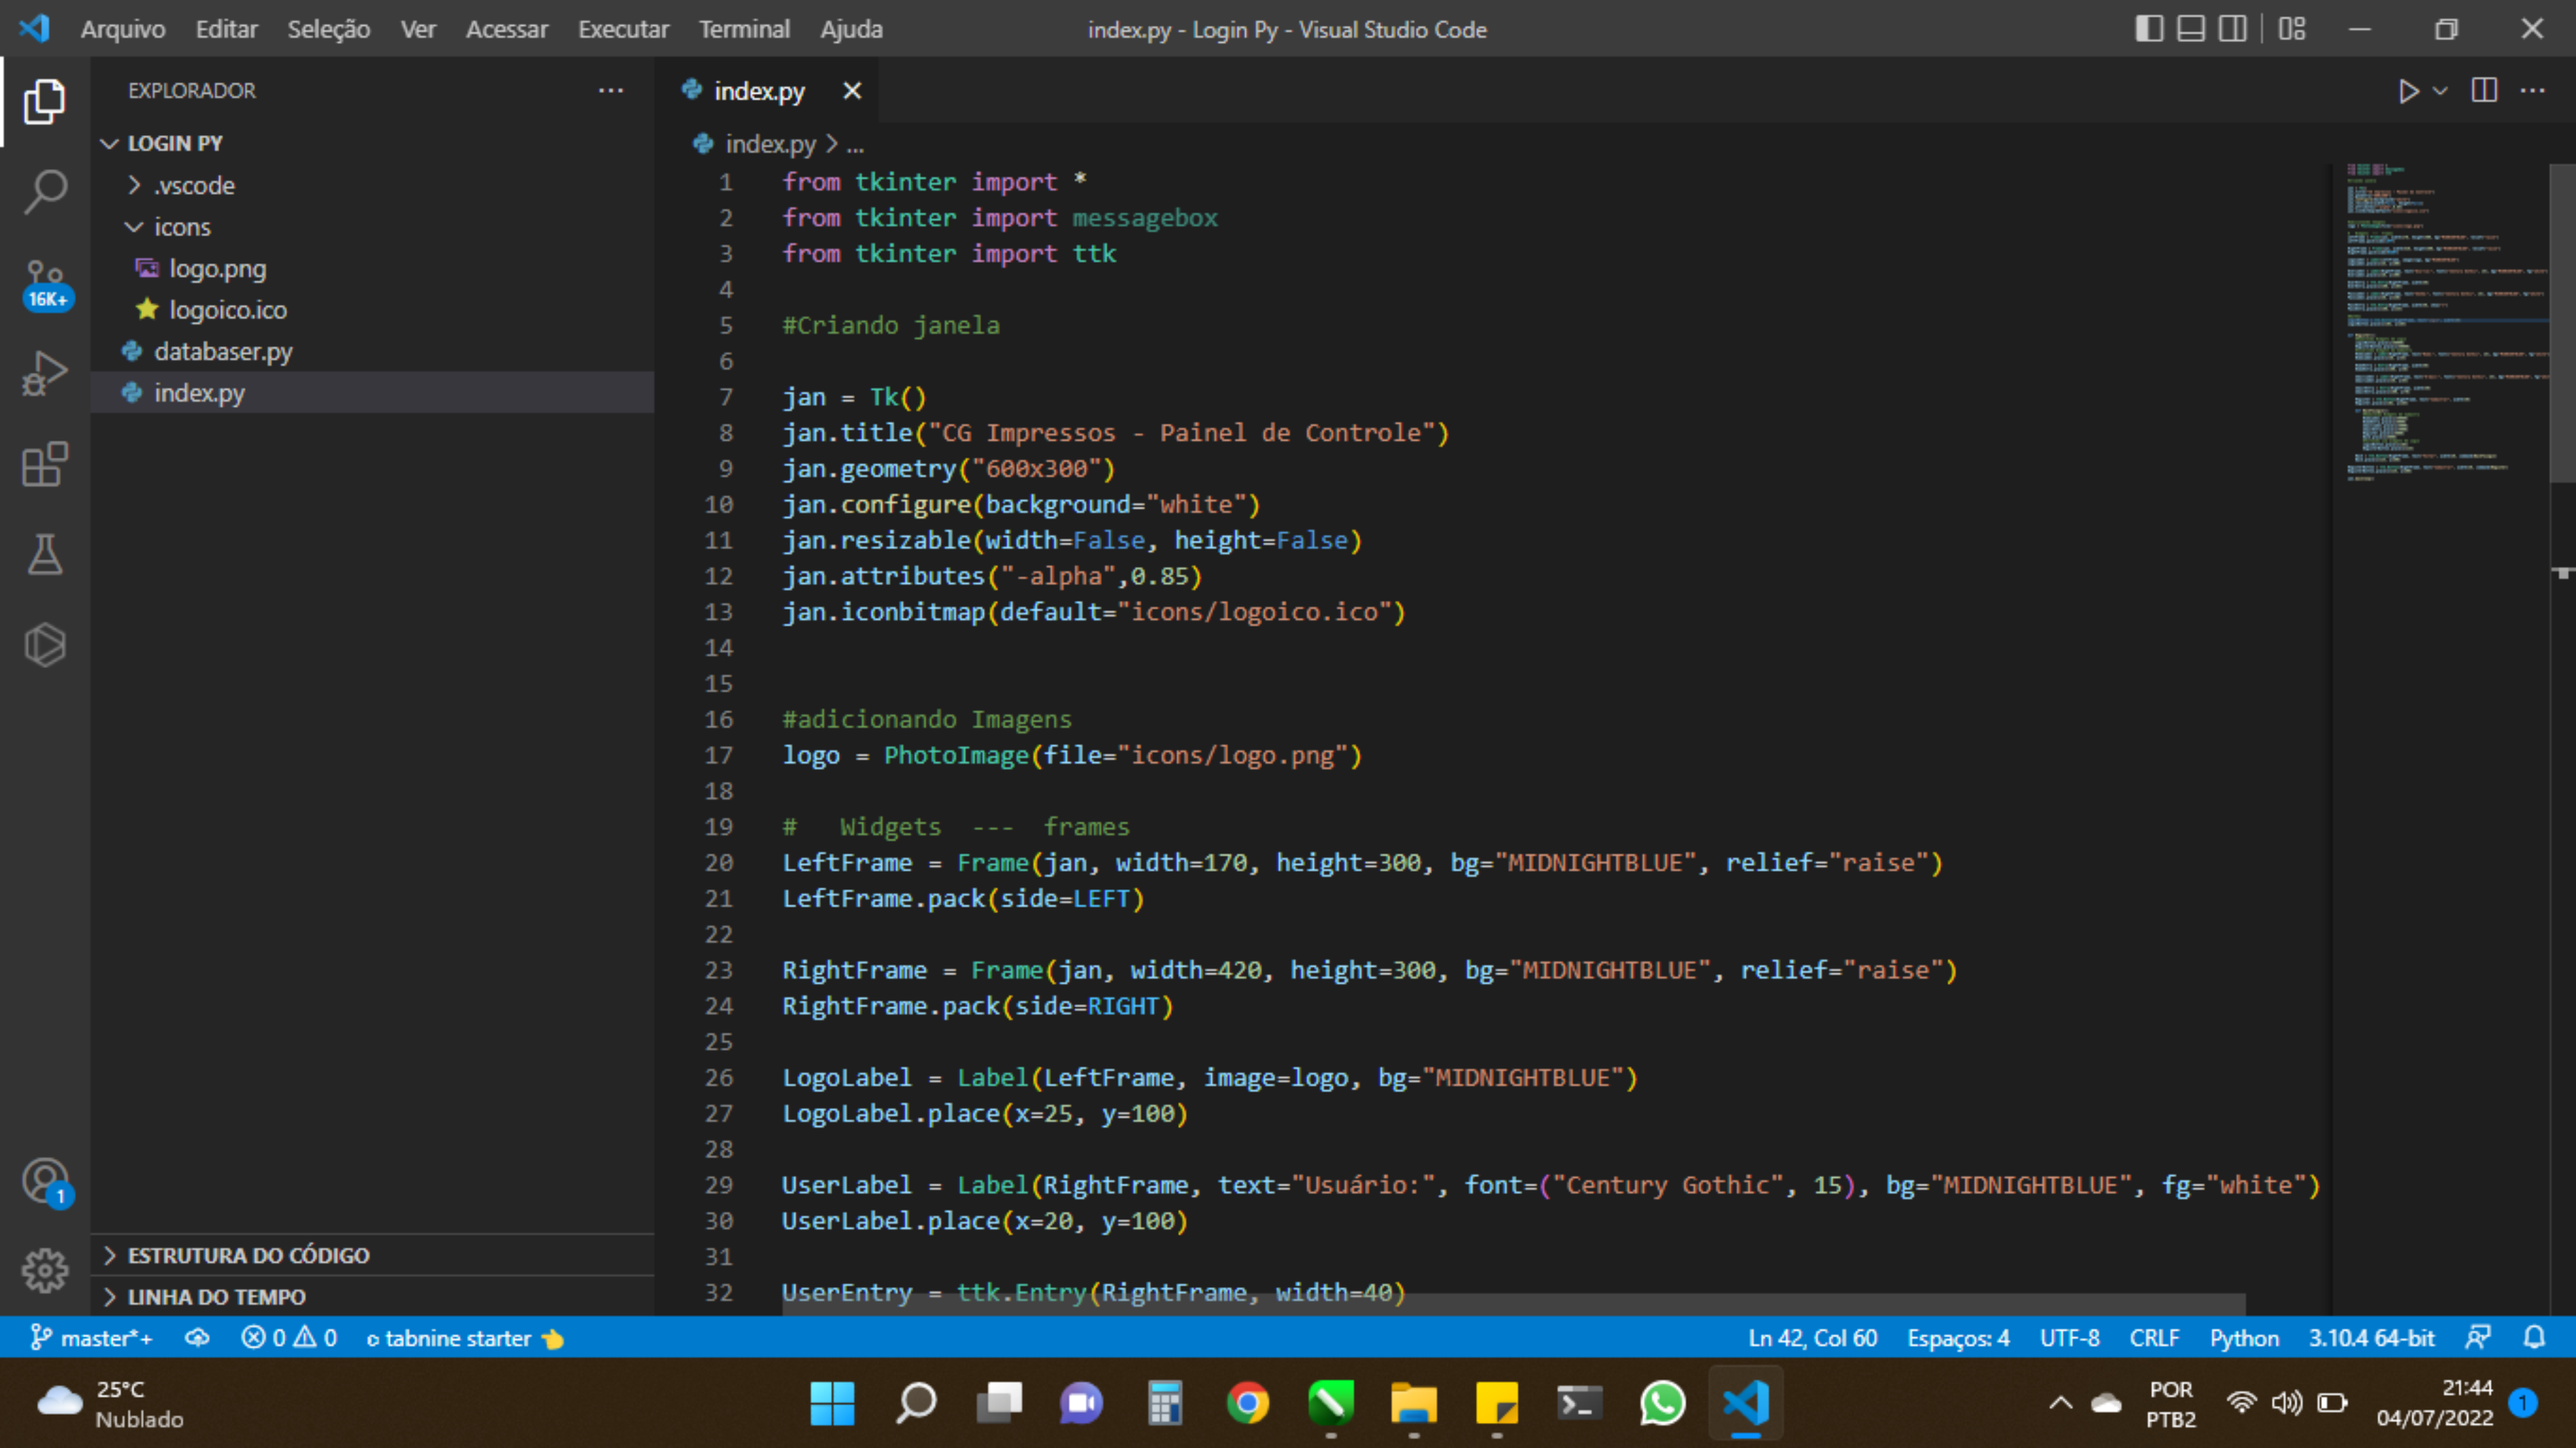 Arquivo Editar Seleção Ver Acessar Executar Terminal Ajuda
index.py - Login Py - Visual Studio Code
EXPLORADOR
LOGIN PY
.vscode
icons
logo.png
logoico.ico
databaser.py
index.py
16K+
1
ESTRUTURA DO CÓDIGO
LINHA DO TEMPO
index.py
index.py > ...
1 from tkinter import *
2 from tkinter import messagebox
3 from tkinter import ttk
4
5 #Criando janela
6
7 jan = Tk()
8 jan.title("CG Impressos - Painel de Controle")
9 jan.geometry("600x300")
10 jan.configure(background="white")
11 jan.resizable(width=False, height=False)
12 jan.attributes("-alpha",0.85)
13 jan.iconbitmap(default="icons/logoico.ico")
14
15
16 #adicionando Imagens
17 logo = PhotoImage(file="icons/logo.png")
18
19 #   Widgets  ---  frames
20 LeftFrame = Frame(jan, width=170, height=300, bg="MIDNIGHTBLUE", relief="raise")
21 LeftFrame.pack(side=LEFT)
22
23 RightFrame = Frame(jan, width=420, height=300, bg="MIDNIGHTBLUE", relief="raise")
24 RightFrame.pack(side=RIGHT)
25
26 LogoLabel = Label(LeftFrame, image=logo, bg="MIDNIGHTBLUE")
27 LogoLabel.place(x=25, y=100)
28
29 UserLabel = Label(RightFrame, text="Usuário:", font=("Century Gothic", 15), bg="MIDNIGHTBLUE", fg="white")
30 UserLabel.place(x=20, y=100)
31
32 UserEntry = ttk.Entry(RightFrame, width=40)
master*+ 0 0 tabnine starter
Ln 42, Col 60 Espaços: 4 UTF-8 CRLF Python 3.10.4 64-bit
25°C
Nublado
POR
PTB2
21:44
04/07/2022
1